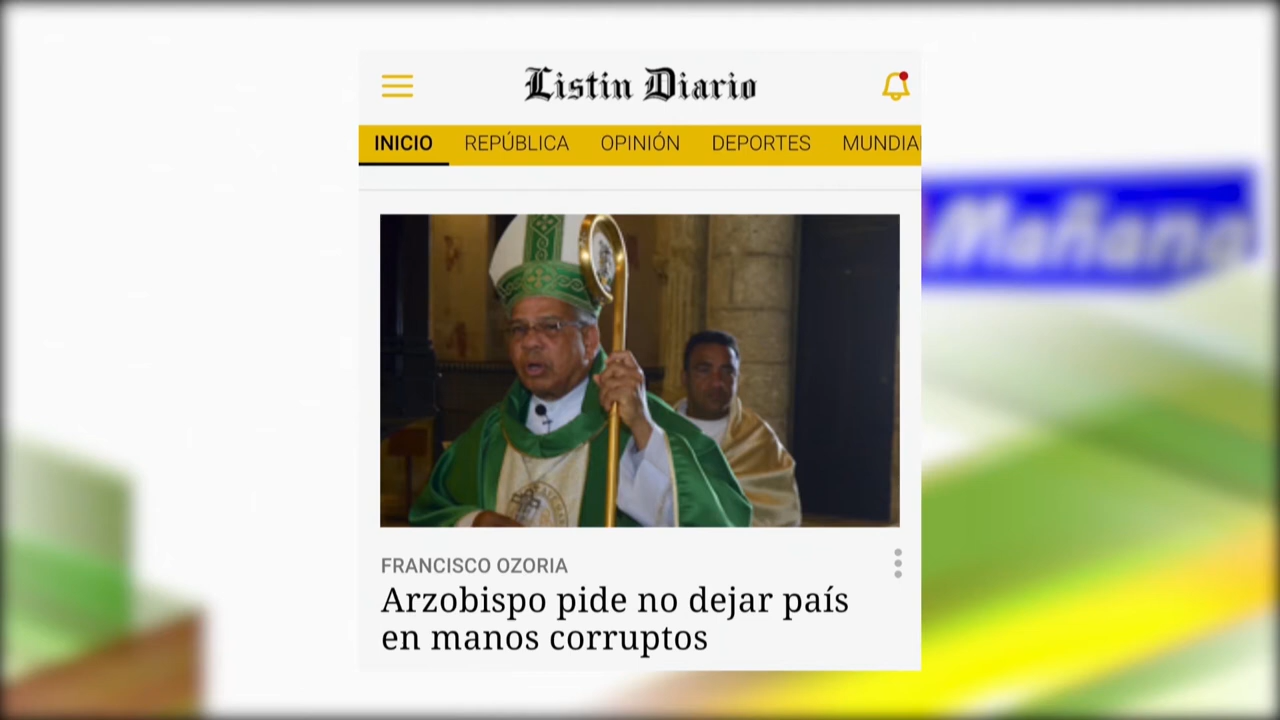 Listin Diario
INICIO REPÚBLICA OPINIÓN DEPORTES MUNDIA
Mañana
FRANCISCO OZORIA
Arzobispo pide no dejar país
en manos corruptos